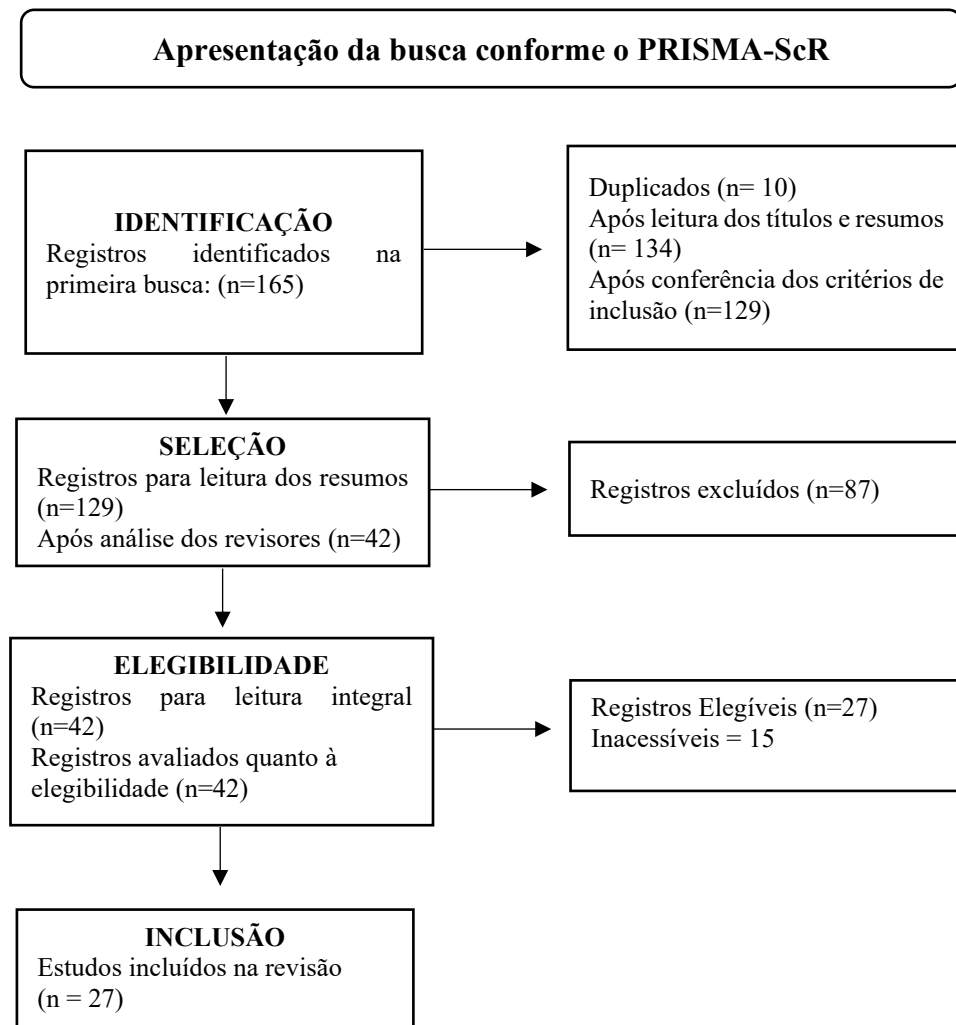 Apresentação da busca conforme o PRISMA-ScR
IDENTIFICAÇÃO
Registros identificados na
primeira busca: (n=165)
Duplicados (n= 10)
Após leitura dos títulos e resumos
(n= 134)
Após conferência dos critérios de
inclusão (n=129)
SELEÇÃO
Registros para leitura dos resumos
(n=129)
Após análise dos revisores (n=42)
Registros excluídos (n=87)
ELEGIBILIDADE
Registros para leitura integral
(n=42)
Registros avaliados quanto à
elegibilidade (n=42)
Registros Elegíveis (n=27)
Inacessíveis = 15
INCLUSÃO
Estudos incluídos na revisão
(n = 27)